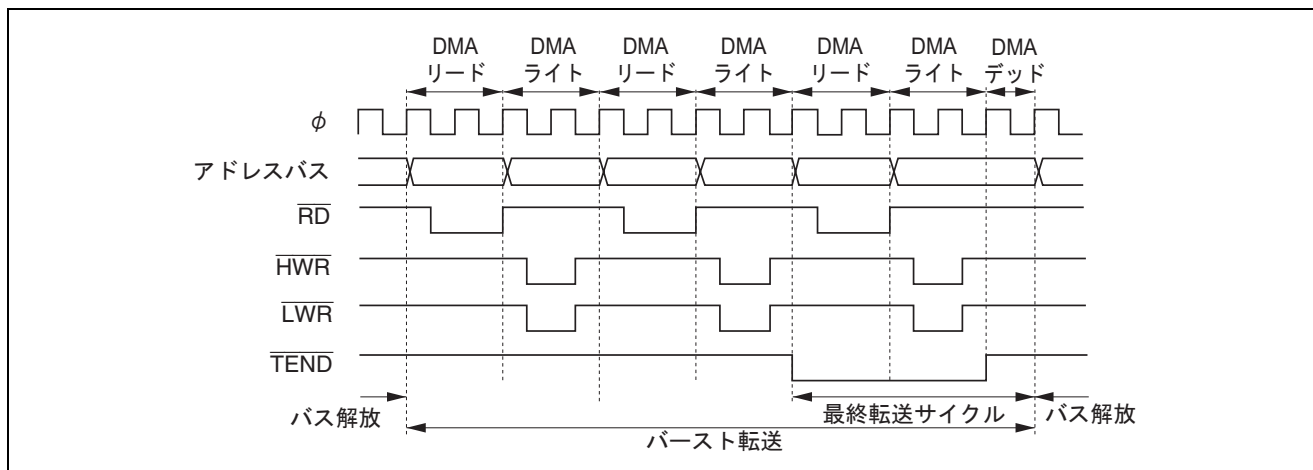 DMA リード DMA ライト DMA リード DMA ライト DMA リード DMA ライト DMA デッド
φ
アドレスバス
RD
HWR
LWR
TEND
バス解放 最終転送サイクル バス解放
バースト転送